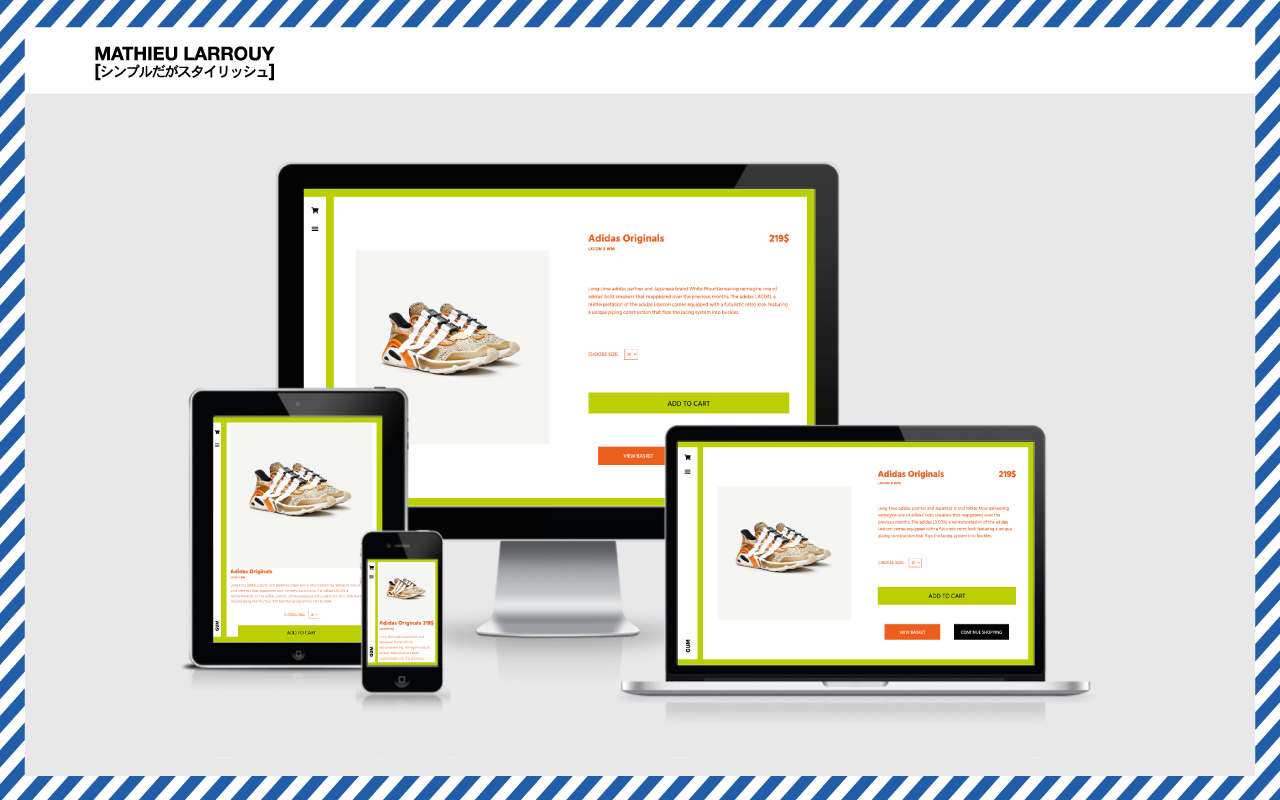 MATHIEU LARROUY
[シンプルだがスタイリッシュ]
Adidas Originals 219$
LXCON X WM
Long-time adidas partner and Japanese brand White Mountaineering reimagine one of
adidas' bold sneakers that reappeared over the previous months. The adidas LXCON, a
reinterpretation of the adidas Lexicon comes equipped with a futuristic retro look featuring
a unique piping construction that flips the lacing system into buckles.
CHOOSE SIZE:
ADD TO CART
VIEW BASKET
Adidas Originals
CHOOSE SIZE:
ADD TO CART
GUM
Adidas Originals 219$
GUM
Adidas Originals 219$
LXCON X WM
Long-time adidas partner and Japanese brand White Mountaineering
reimagine one of adidas' bold sneakers that reappeared over the
previous months. The adidas LXCON, a reinterpretation of the adidas
Lexicon comes equipped with a futuristic retro look featuring a unique
piping construction that flips the lacing system into buckles.
CHOOSE SIZE:
ADD TO CART
VIEW BASKET CONTINUE SHOPPING
GUM